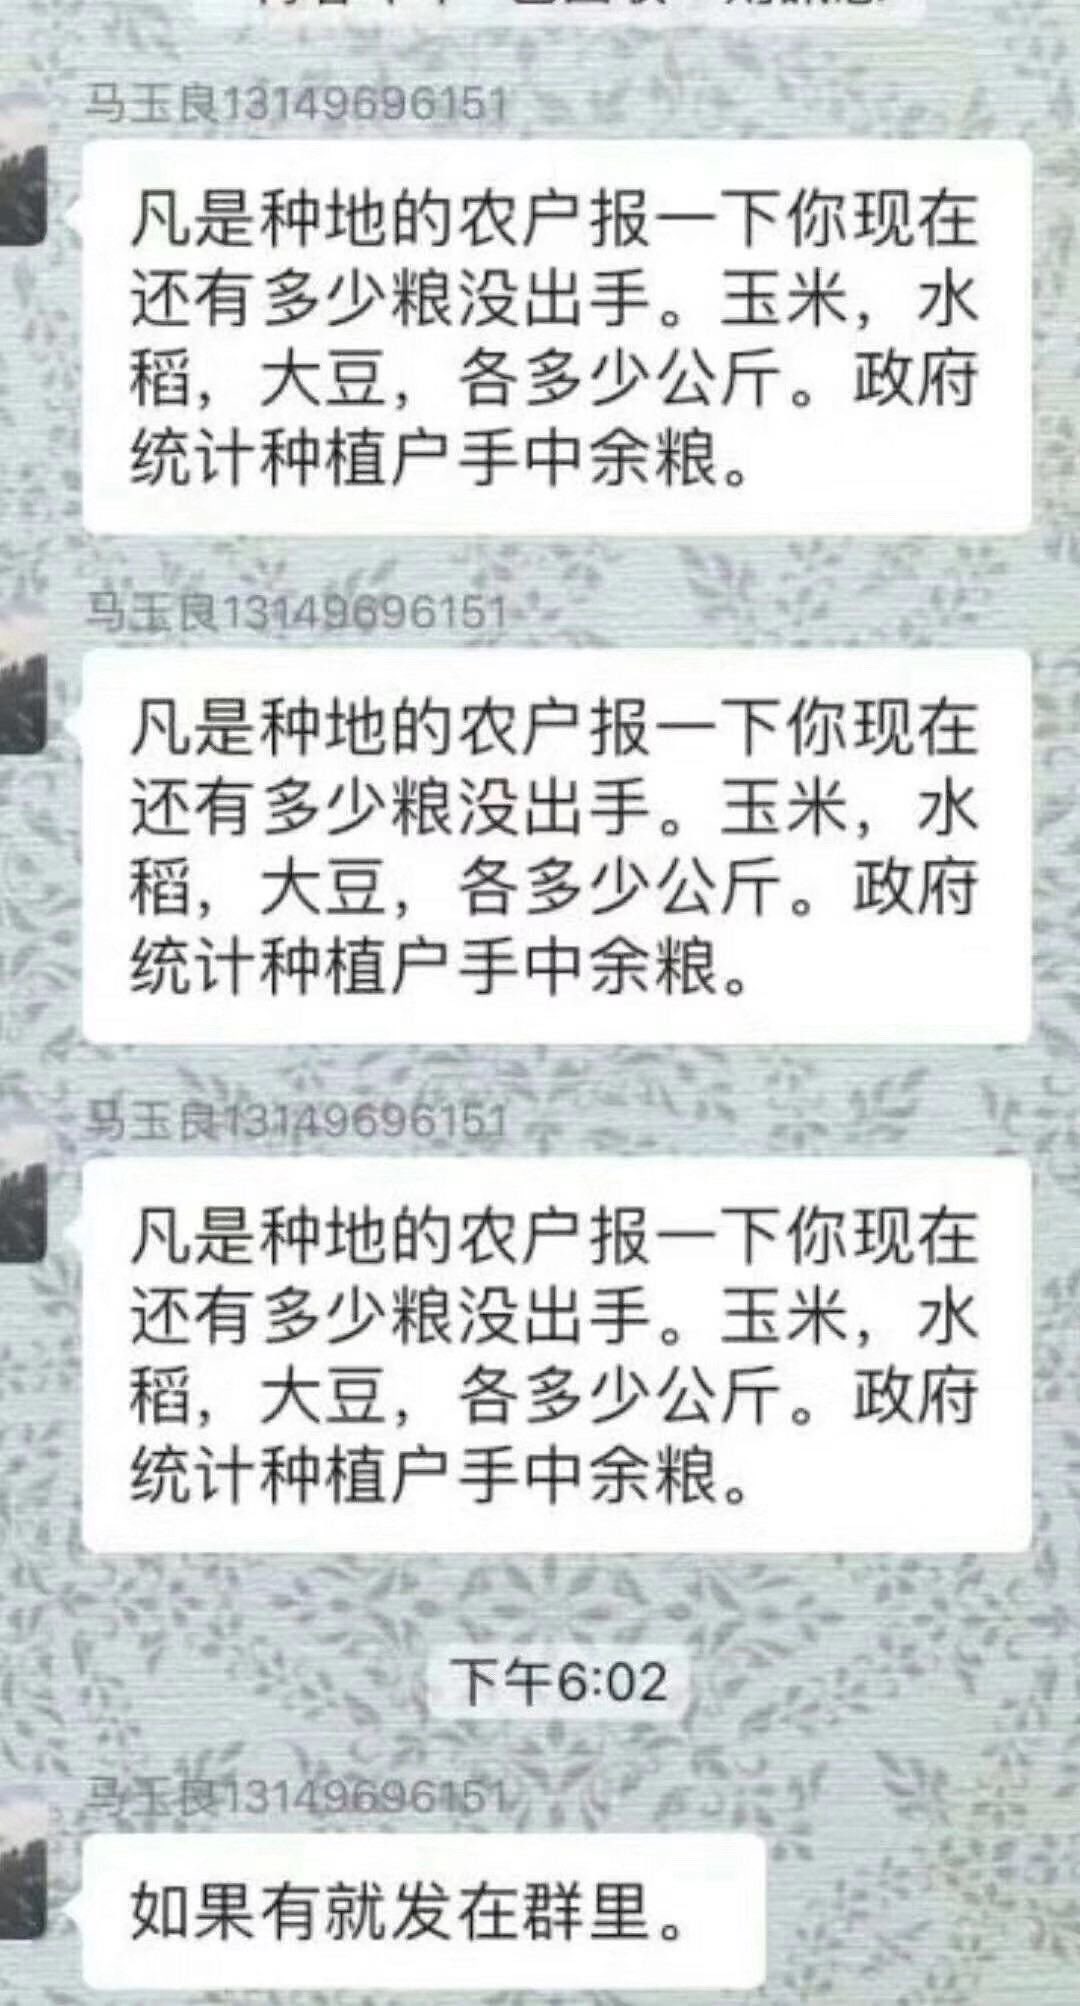 马玉良13149696151
凡是种地的农户报一下你现在
还有多少粮没出手。玉米，水
稻，大豆，各多少公斤。政府
统计种植户手中余粮。
马玉良13149696151
凡是种地的农户报一下你现在
还有多少粮没出手。玉米，水
稻，大豆，各多少公斤。政府
统计种植户手中余粮。
马玉良13149696151
凡是种地的农户报一下你现在
还有多少粮没出手。玉米，水
稻，大豆，各多少公斤。政府
统计种植户手中余粮。
下午6:02
马玉良13149696151
如果有就发在群里。